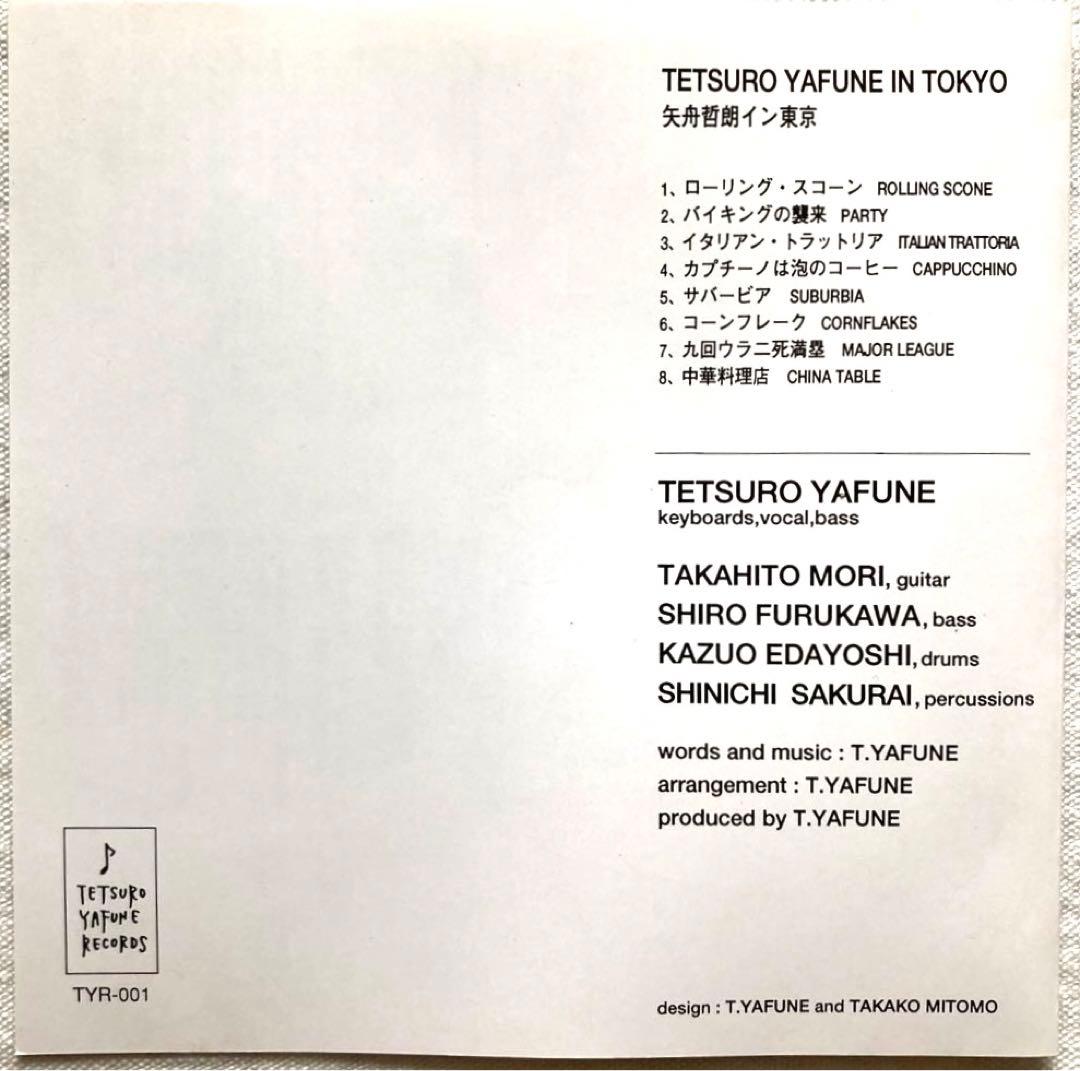 TETSURO YAFUNE IN TOKYO
矢舟哲朗イン東京
1、ローリング・スコーン ROLLING SCONE
2、バイキングの襲来 PARTY
3、イタリアン・トラットリア ITALIAN TRATTORIA
4、カプチーノは泡のコーヒー CAPPUCCHINO
5、サバービア SUBURBIA
6、コーンフレーク CORNFLAKES
7、九回ウラ二死満塁 MAJOR LEAGUE
8、中華料理店 CHINA TABLE
TETSURO YAFUNE
keyboards,vocal,bass
TAKAHITO MORI, guitar
SHIRO FURUKAWA, bass
KAZUO EDAYOSHI, drums
SHINICHI SAKURAI, percussions
words and music : T.YAFUNE
arrangement : T.YAFUNE
produced by T.YAFUNE
TETSURO
YAFUNE
RECORDS
TYR-001
design : T.YAFUNE and TAKAKO MITOMO